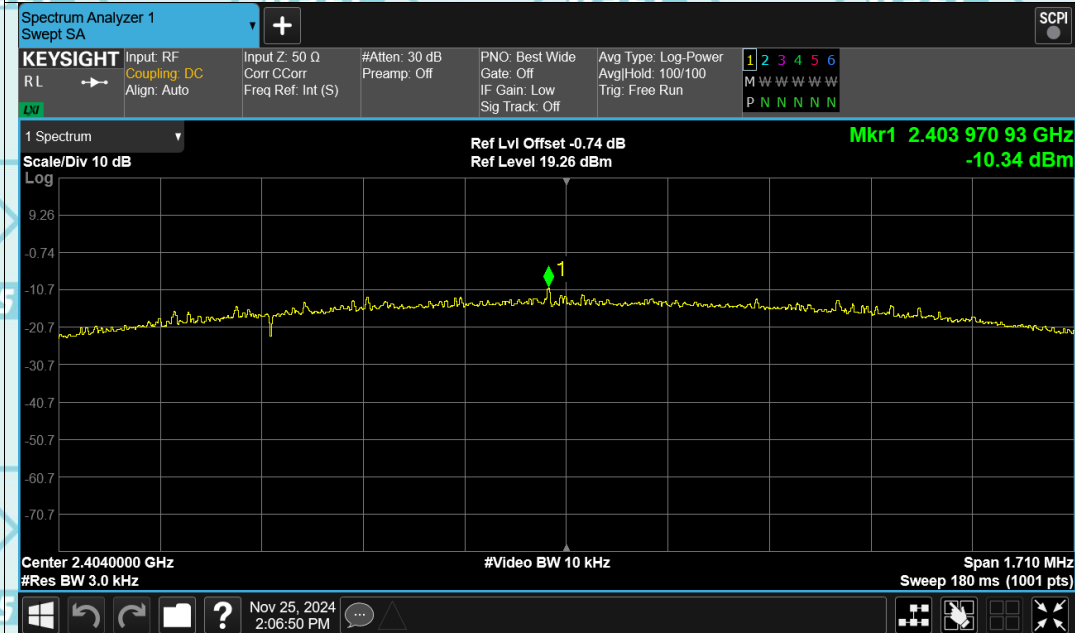 Spectrum Analyzer 1
Swept SA
+
SCPI
KEYSIGHT
R L
LXI
Input: RF
Coupling: DC
Align: Auto
Input Z: 50 Ω
Corr CCorr
Freq Ref: Int (S)
#Atten: 30 dB
Preamp: Off
PNO: Best Wide
Gate: Off
IF Gain: Low
Sig Track: Off
Avg Type: Log-Power
Avg|Hold: 100/100
Trig: Free Run
1 2 3 4 5 6
M W W W W W
P N N N N N
1 Spectrum
Scale/Div 10 dB
Log
Ref Lvl Offset -0.74 dB
Ref Level 19.26 dBm
Mkr1 2.403 970 93 GHz
-10.34 dBm
9.26
-0.74
-10.7
-20.7
-30.7
-40.7
-50.7
-60.7
-70.7
1
Center 2.4040000 GHz
#Res BW 3.0 kHz
#Video BW 10 kHz
Span 1.710 MHz
Sweep 180 ms (1001 pts)
?
Nov 25, 2024
2:06:50 PM